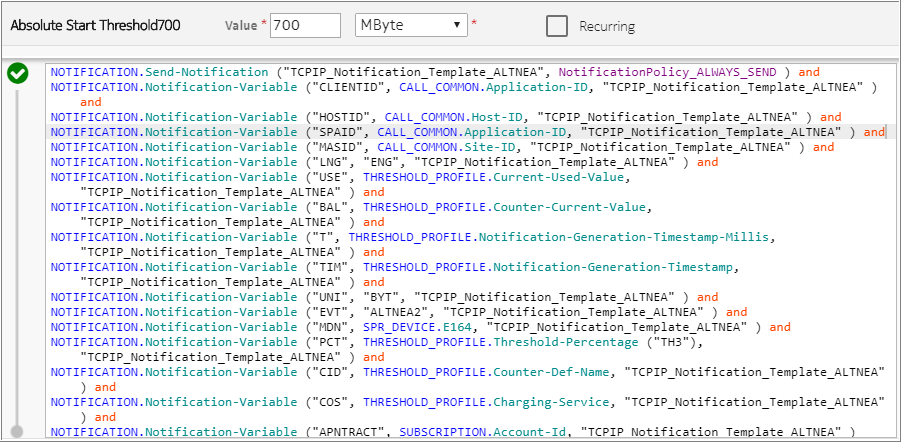 Absolute Start Threshold700 Value * 700 MByte * Recurring
NOTIFICATION.Send-Notification ("TCPIP_Notification_Template_ALTNEA", NotificationPolicy_ALWAYS_SEND ) and
NOTIFICATION.Notification-Variable ("CLIENTID", CALL_COMMON.Application-ID, "TCPIP_Notification_Template_ALTNEA" )
and
NOTIFICATION.Notification-Variable ("HOSTID", CALL_COMMON.Host-ID, "TCPIP_Notification_Template_ALTNEA" ) and
NOTIFICATION.Notification-Variable ("SPAID", CALL_COMMON.Application-ID, "TCPIP_Notification_Template_ALTNEA" ) and
NOTIFICATION.Notification-Variable ("MASID", CALL_COMMON.Site-ID, "TCPIP_Notification_Template_ALTNEA" ) and
NOTIFICATION.Notification-Variable ("LNG", "ENG", "TCPIP_Notification_Template_ALTNEA" ) and
NOTIFICATION.Notification-Variable ("USE", THRESHOLD_PROFILE.Current-Used-Value,
"TCPIP_Notification_Template_ALTNEA" ) and
NOTIFICATION.Notification-Variable ("BAL", THRESHOLD_PROFILE.Counter-Current-Value,
"TCPIP_Notification_Template_ALTNEA" ) and
NOTIFICATION.Notification-Variable ("T", THRESHOLD_PROFILE.Notification-Generation-Timestamp-Millis,
"TCPIP_Notification_Template_ALTNEA" ) and
NOTIFICATION.Notification-Variable ("TIM", THRESHOLD_PROFILE.Notification-Generation-Timestamp,
"TCPIP_Notification_Template_ALTNEA" ) and
NOTIFICATION.Notification-Variable ("UNI", "BYT", "TCPIP_Notification_Template_ALTNEA" ) and
NOTIFICATION.Notification-Variable ("EVT", "ALTNEA2", "TCPIP_Notification_Template_ALTNEA" ) and
NOTIFICATION.Notification-Variable ("MDN", SPR_DEVICE.E164, "TCPIP_Notification_Template_ALTNEA" ) and
NOTIFICATION.Notification-Variable ("PCT", THRESHOLD_PROFILE.Threshold-Percentage ("TH3"),
"TCPIP_Notification_Template_ALTNEA" ) and
NOTIFICATION.Notification-Variable ("CID", THRESHOLD_PROFILE.Counter-Def-Name, "TCPIP_Notification_Template_ALTNEA"
) and
NOTIFICATION.Notification-Variable ("COS", THRESHOLD_PROFILE.Charging-Service, "TCPIP_Notification_Template_ALTNEA"
) and
NOTIFICATION.Notification-Variable ("APNTRACT", SUBSCRIPTION.Account-Id, "TCPIP_Notification_Template_ALTNEA" )